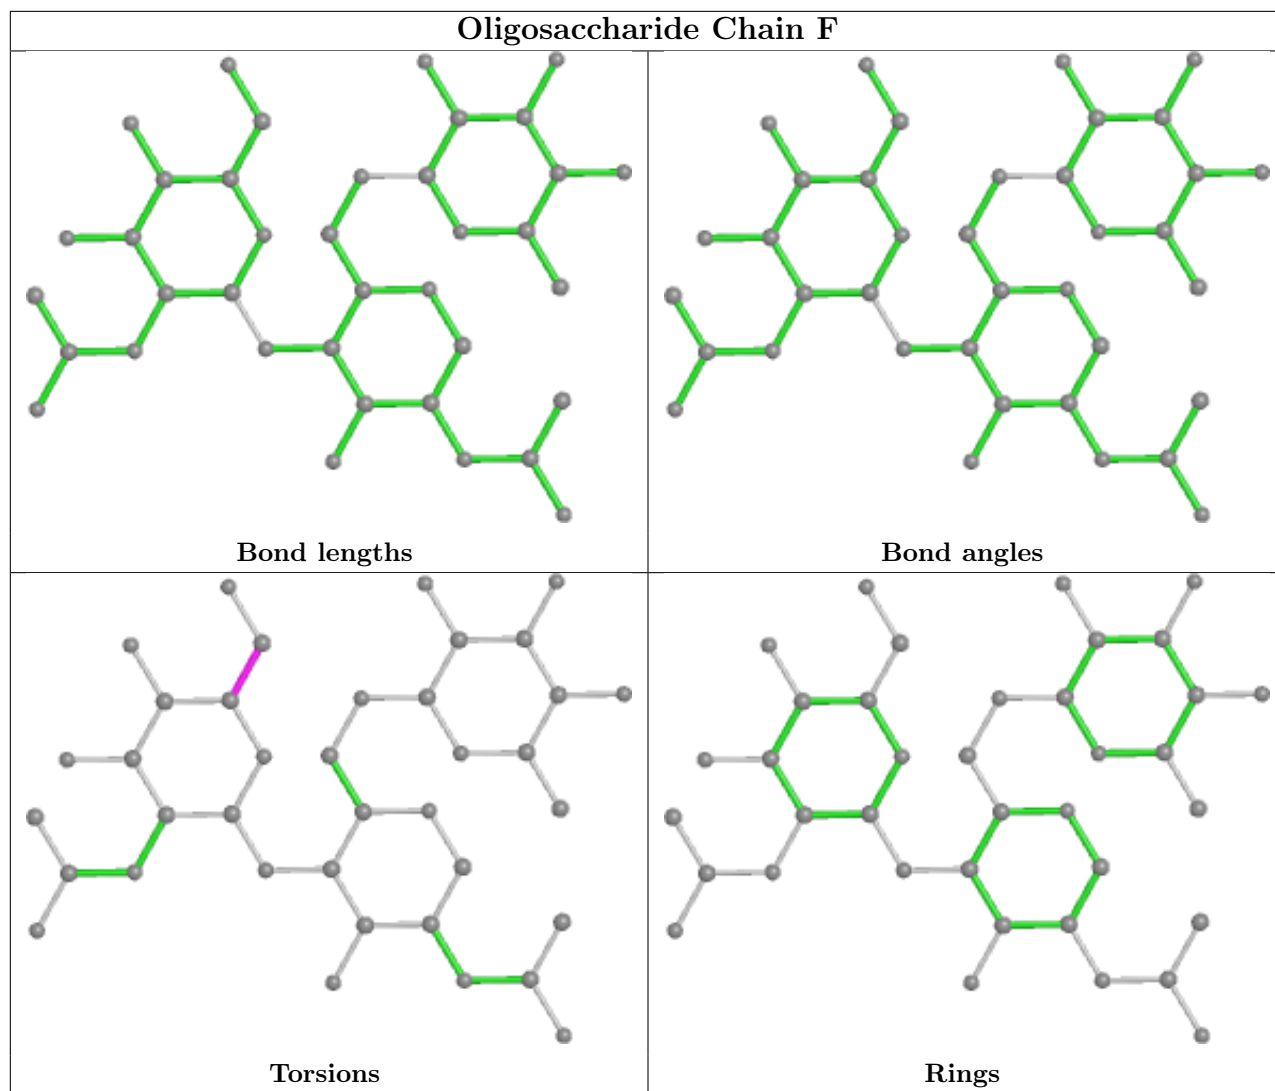 Oligosaccharide Chain F
Bond lengths
Bond angles
Torsions
Rings